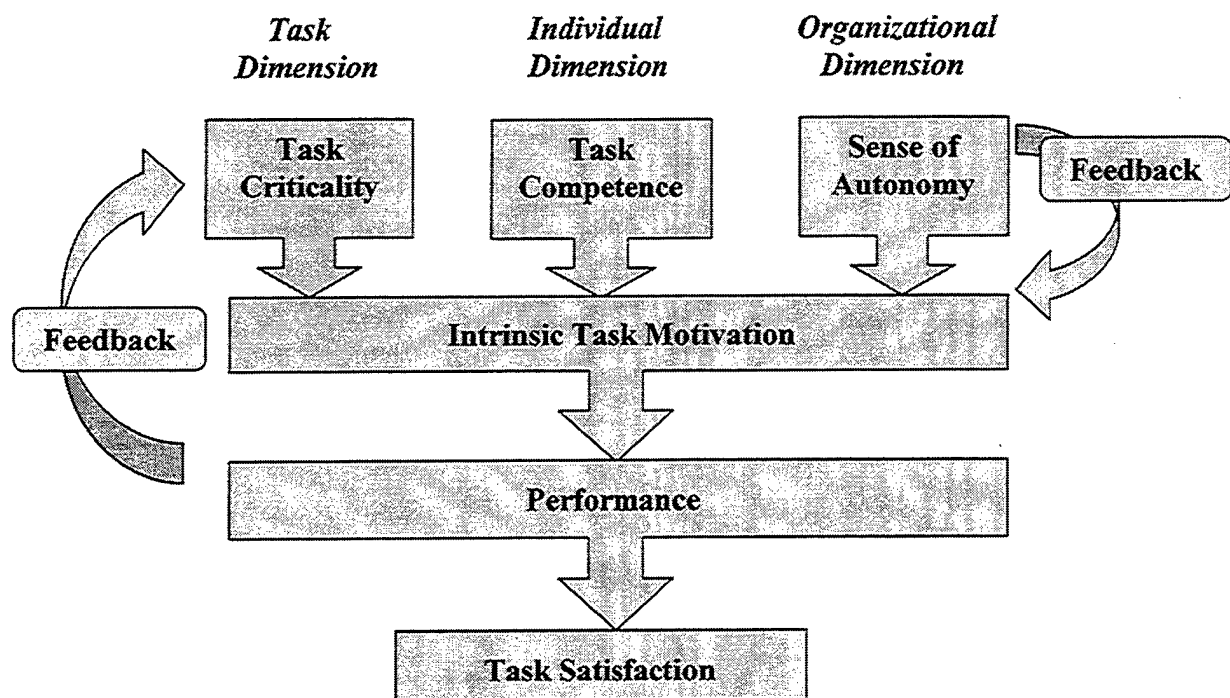 Task
Dimension
Individual
Dimension
Organizational
Dimension
Task
Criticality
Task
Competence
Sense of
Autonomy
Feedback
Feedback
Intrinsic Task Motivation
Performance
Task Satisfaction